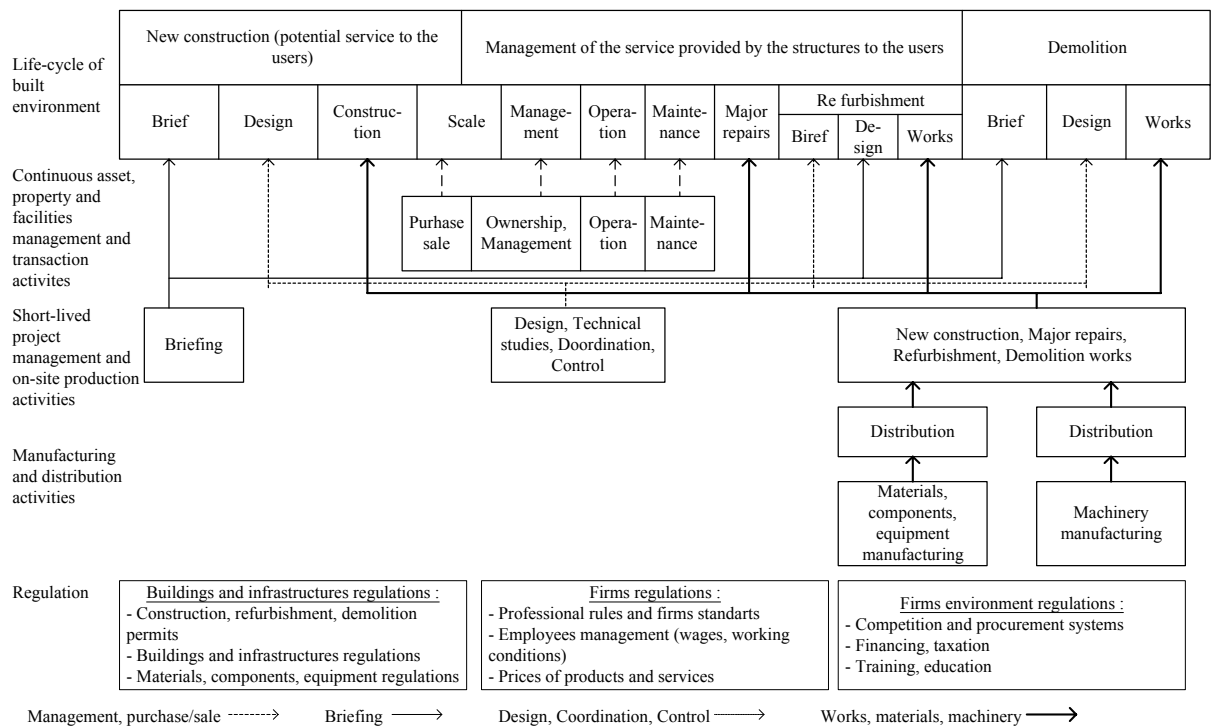 New construction (potential service to the
users)
Management of the service provided by the structures to the users
Demolition
Life-cycle of
built
environment
Brief
Design
Construc-
tion
Scale
Manage-
ment
Opera-
tion
Mainte-
nance
Major
repairs
Re furbishment
Biref
De-
sign
Works
Brief
Design
Works
Continuous asset,
property and
facilities
management and
transaction
activites
Purhase
sale
Ownership,
Management
Opera-
tion
Mainte-
nance
Short-lived
project
management and
on-site production
activities
Briefing
Design, Technical
studies, Doordination,
Control
New construction, Major repairs,
Refurbishment, Demolition works
Distribution
Distribution
Manufacturing
and distribution
activities
Materials,
components,
equipment
manufacturing
Machinery
manufacturing
Regulation
Buildings and infrastructures regulations :
- Construction, refurbishment, demolition
permits
- Buildings and infrastructures regulations
- Materials, components, equipment regulations
Firms regulations :
- Professional rules and firms standarts
- Employees management (wages, working
conditions)
- Prices of products and services
Firms environment regulations :
- Competition and procurement systems
- Financing, taxation
- Training, education
Management, purchase/sale
Briefing
Design, Coordination, Control
Works, materials, machinery